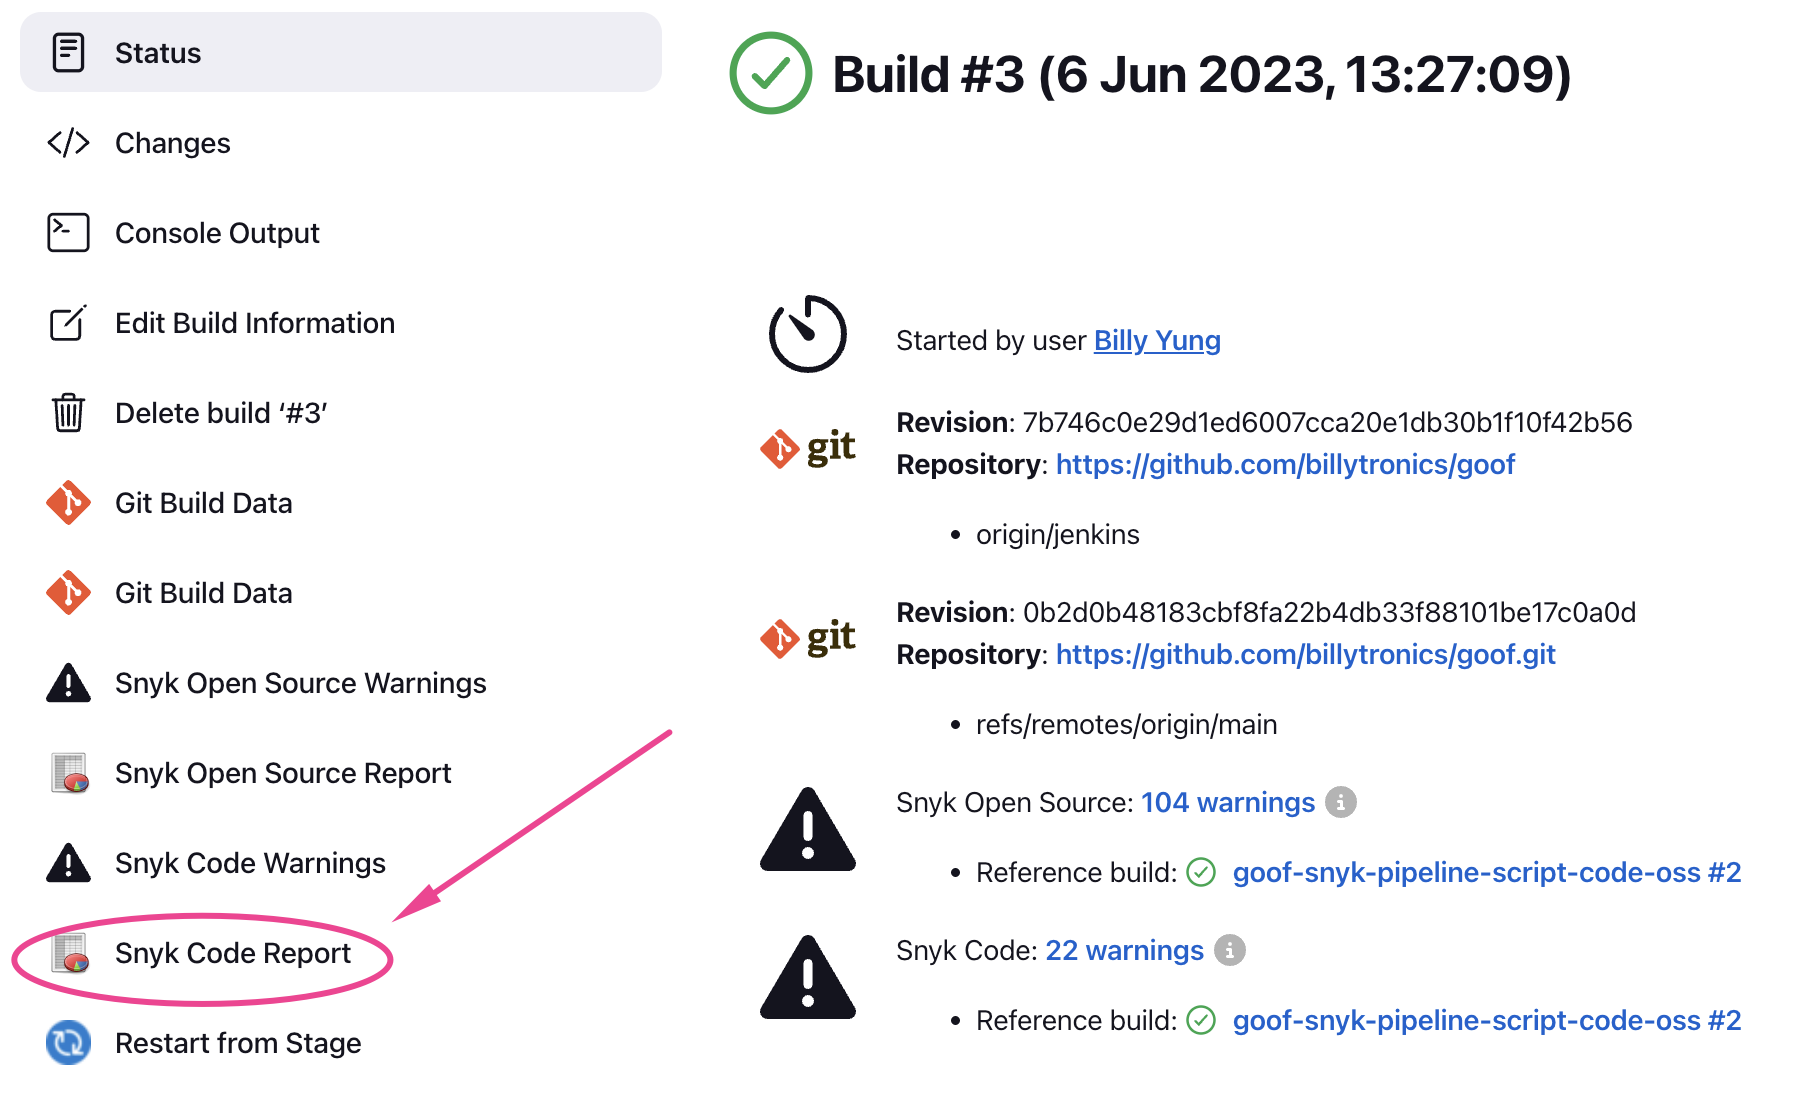 Status
Changes
Console Output
Edit Build Information
Delete build ‘#3’
Git Build Data
Git Build Data
Snyk Open Source Warnings
Snyk Open Source Report
Snyk Code Warnings
Snyk Code Report
Restart from Stage
Build #3 (6 Jun 2023, 13:27:09)
Started by user Billy Yung
git
Revision: 7b746c0e29d1ed6007cca20e1db30b1f10f42b56
Repository: https://github.com/billytronics/goof
• origin/jenkins
git
Revision: 0b2d0b48183cbf8fa22b4db33f88101be17c0a0d
Repository: https://github.com/billytronics/goof.git
• refs/remotes/origin/main
Snyk Open Source: 104 warnings
• Reference build: goof-snyk-pipeline-script-code-oss #2
Snyk Code: 22 warnings
• Reference build: goof-snyk-pipeline-script-code-oss #2